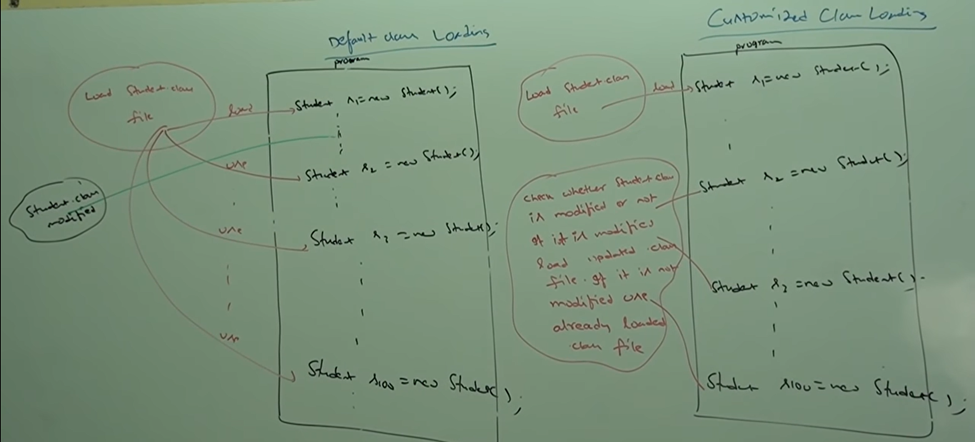 Default class Loading
program
Load Student class
file
load
Student s1=new Student();
use
Student s2 = new Student();
Student.class
modified
use
Student s3 = new Student();
use
Student s100 = new Student();
Customized Class Loading
program
Load Student class
file
load
Student s1=new Student();
check whether Student class
is modified or not
if it is modified
load updated class
file. if it is not
modified use
already loaded
class file
Student s2 = new Student();
Student s3 = new Student().
Student s100 = new Student();